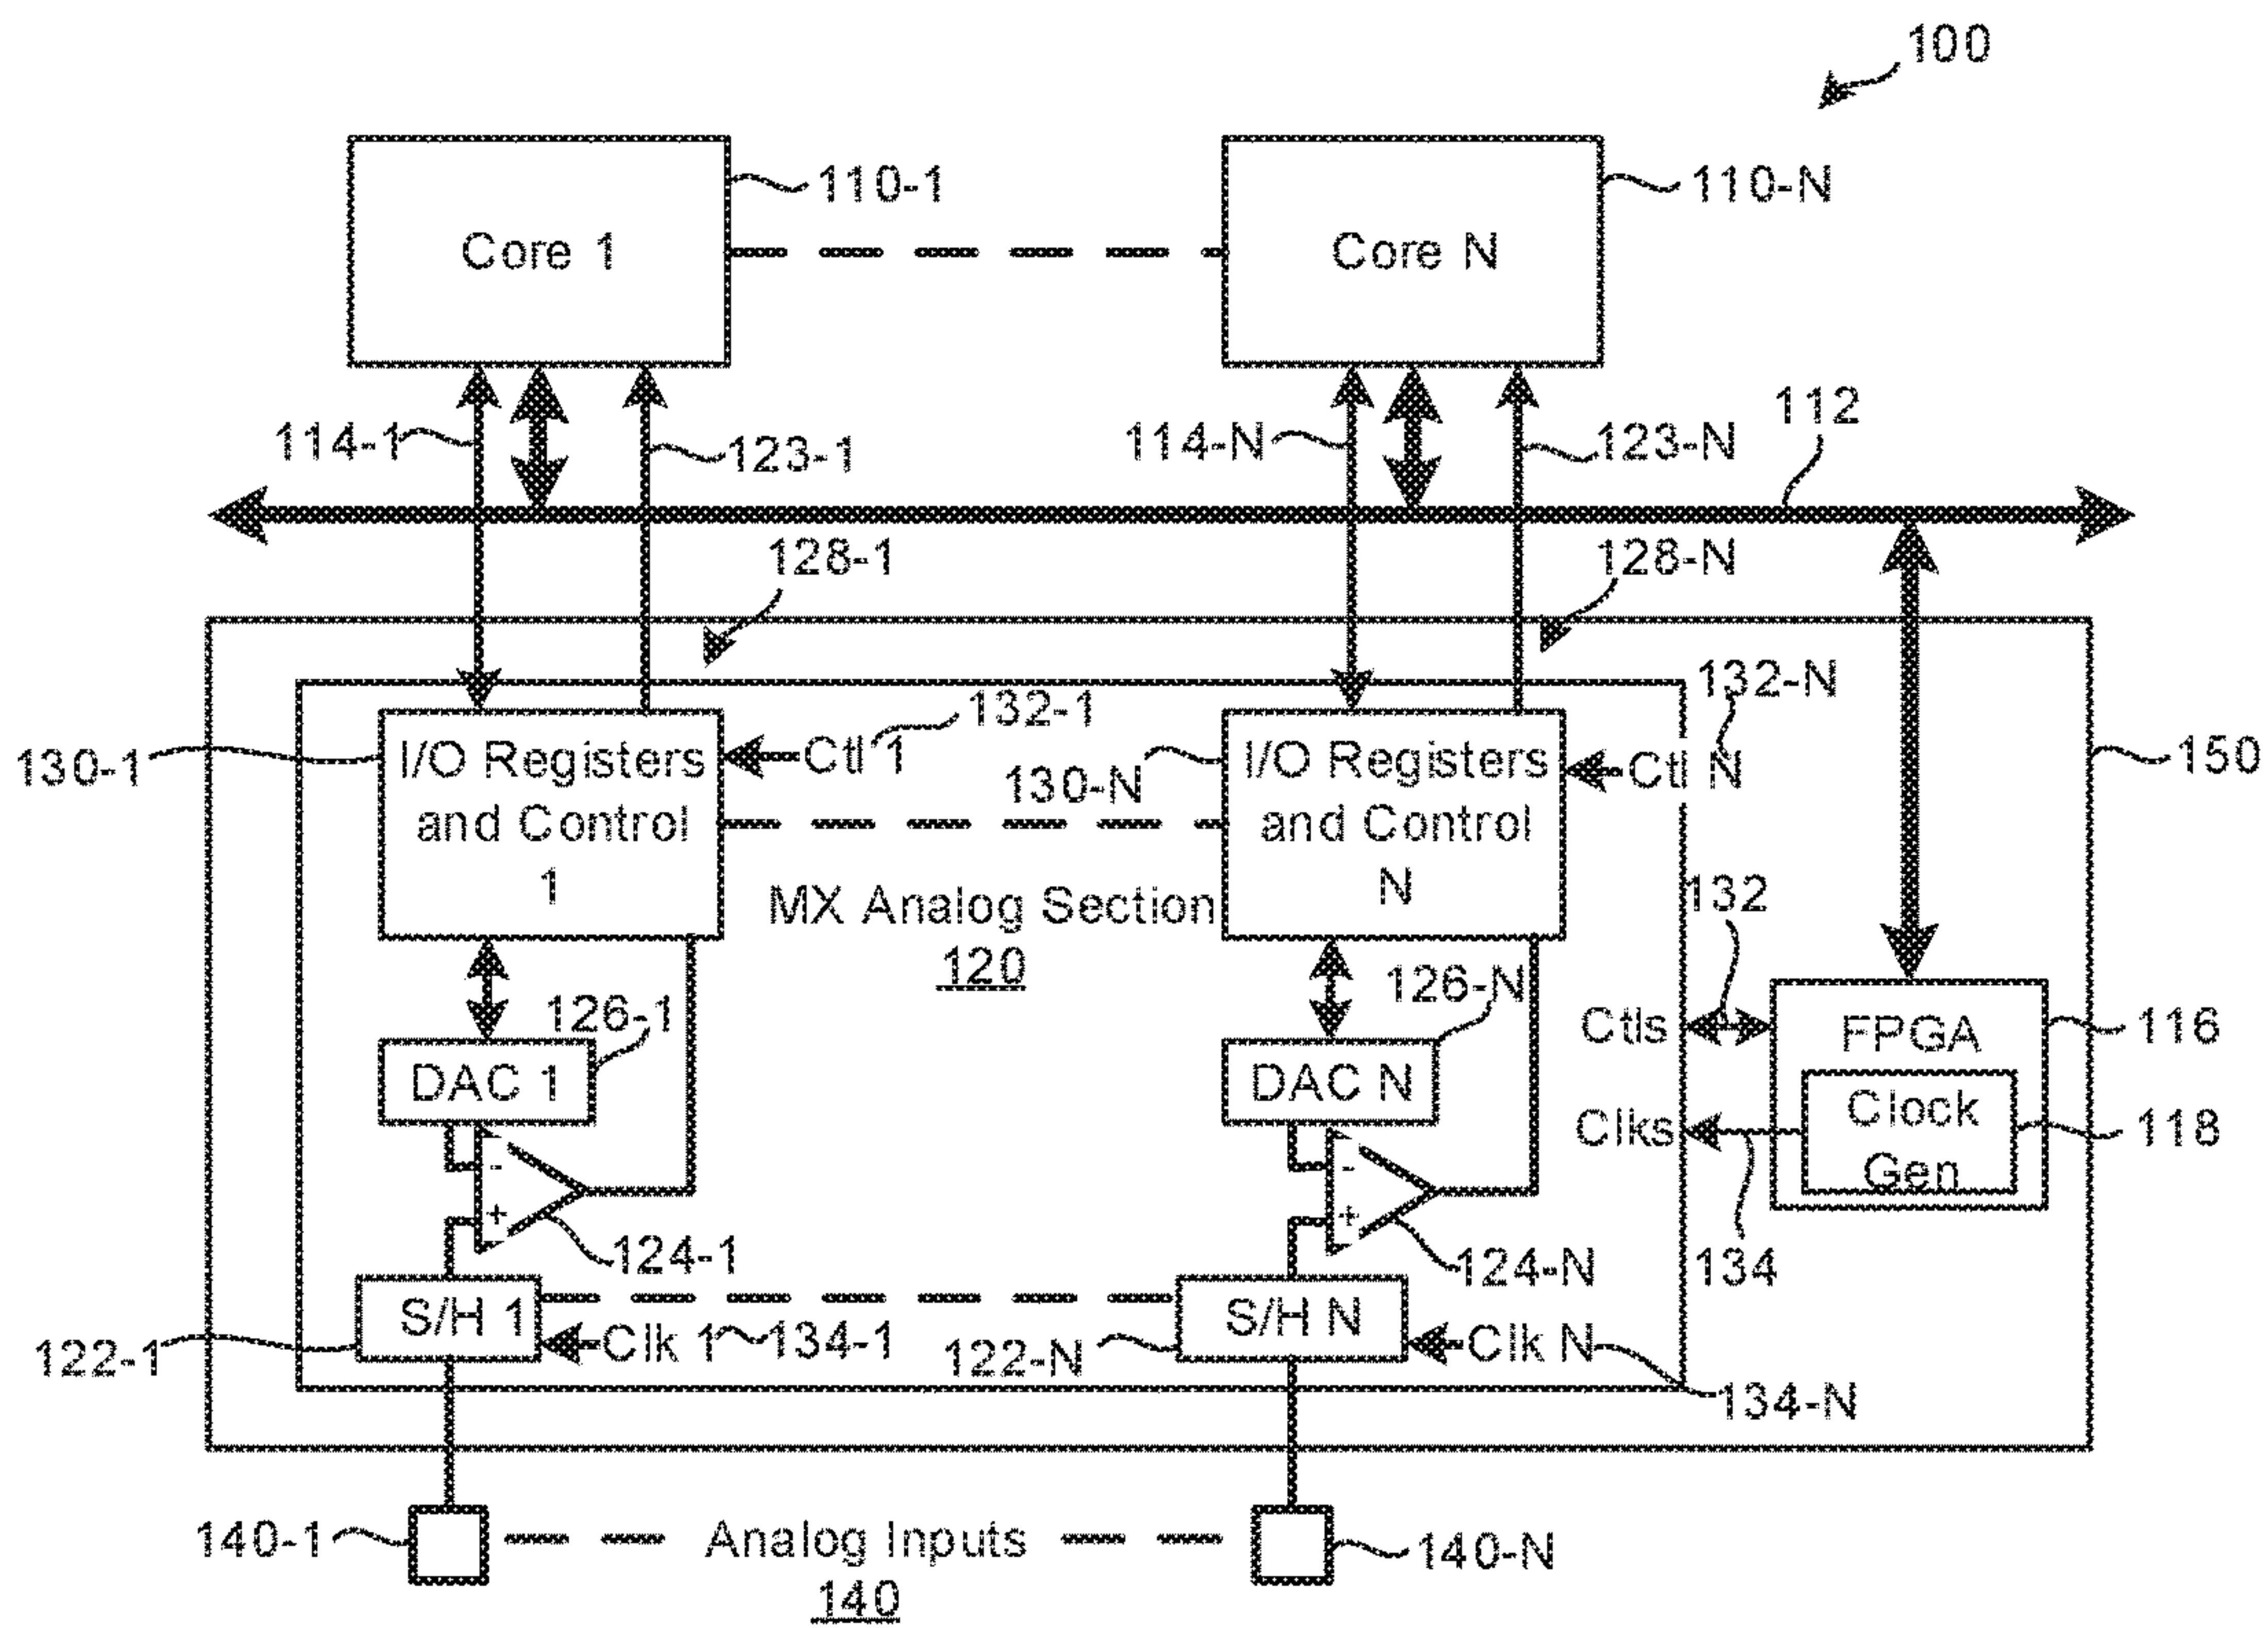 100
110-1
110-N
Core 1
Core N
112
114-1
123-1
114-N
123-N
128-1
128-N
132-1
132-N
130-1
I/O Registers
and Control
1
Ctl 1
130-N
I/O Registers
and Control
N
Ctl N
150
MX Analog Section
120
132
126-1
126-N
Ctls
FPGA
116
DAC 1
DAC N
Clks
Clock
Gen
118
-
+
-
+
124-1
124-N
134
S/H 1
Clk 1
134-1
S/H N
Clk N
122-1
122-N
134-N
140-1
Analog Inputs
140
140-N